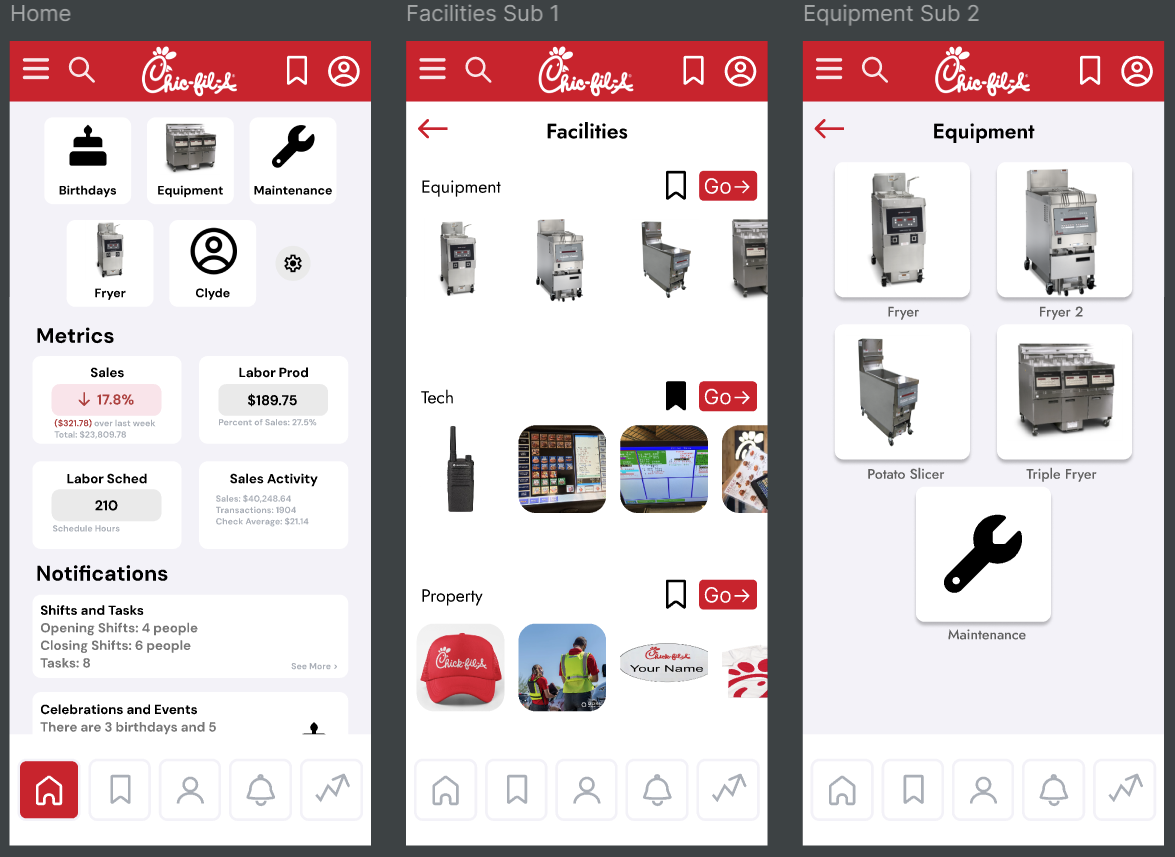 Home
Facilities Sub 1
Equipment Sub 2
Chic-fil-A
Birthdays
Equipment
Maintenance
Fryer
Clyde
Metrics
Sales
17.8%
($321.78) over last week
Total: $23,809.78
Labor Prod
$189.75
Percent of Sales: 27.5%
Labor Sched
210
Schedule Hours
Sales Activity
Sales: $40,248.64
Transactions: 1904
Check Average: $21.14
Notifications
Shifts and Tasks
Opening Shifts: 4 people
Closing Shifts: 6 people
Tasks: 8
See More >
Celebrations and Events
There are 3 birthdays and 5
Chic-fil-A
Facilities
Equipment
Go→
Tech
Go→
Property
Go→
Chick-fil-A
Chick-fil-A
Your Name
Chic-fil-A
Equipment
Fryer
Fryer 2
Potato Slicer
Triple Fryer
Maintenance